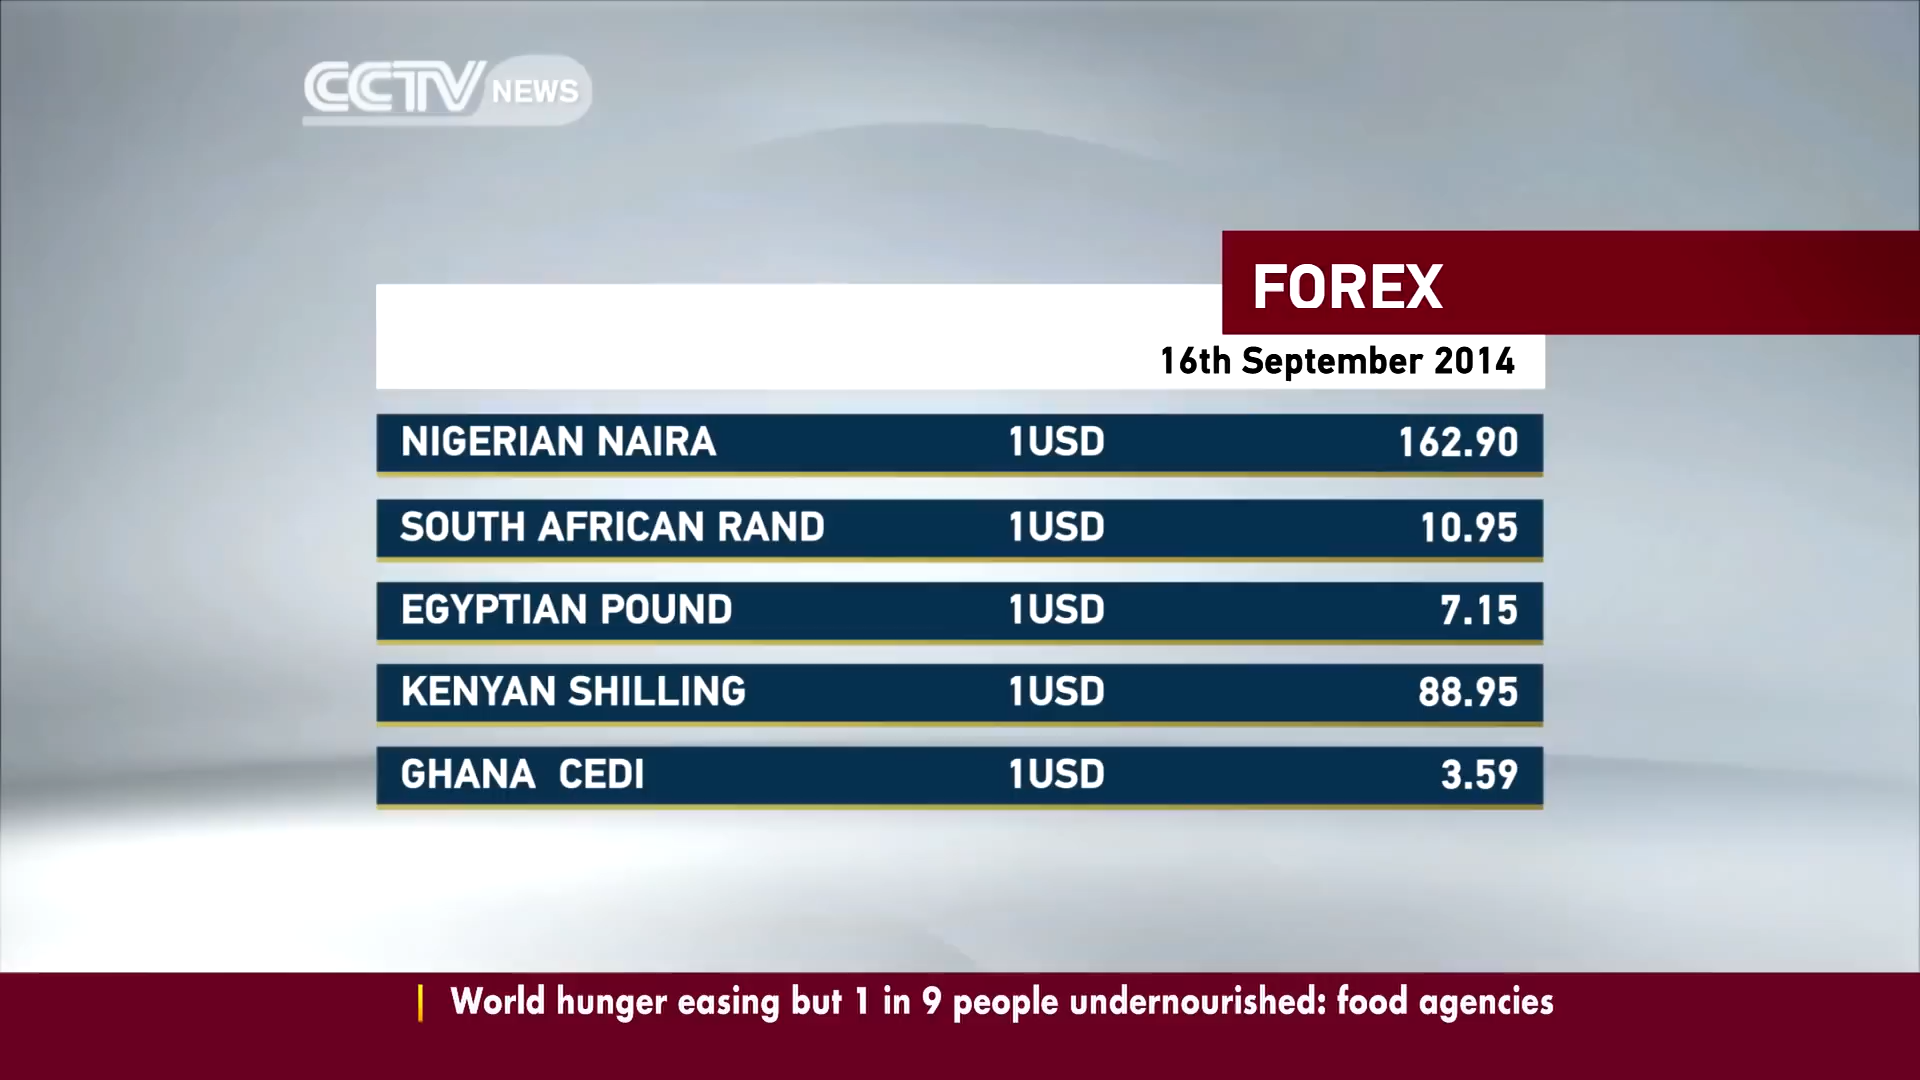 CCTV NEWS
FOREX
16th September 2014
NIGERIAN NAIRA 1USD 162.90
SOUTH AFRICAN RAND 1USD 10.95
EGYPTIAN POUND 1USD 7.15
KENYAN SHILLING 1USD 88.95
GHANA CEDI 1USD 3.59
World hunger easing but 1 in 9 people undernourished: food agencies